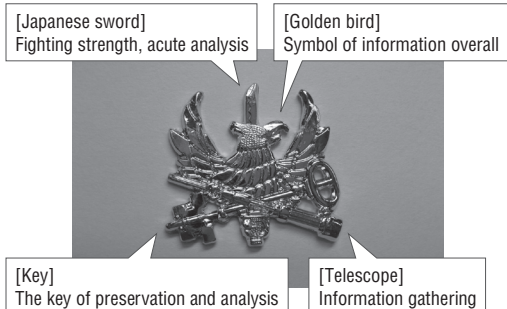 [Japanese sword]
Fighting strength, acute analysis
[Golden bird]
Symbol of information overall
[Key]
The key of preservation and analysis
[Telescope]
Information gathering